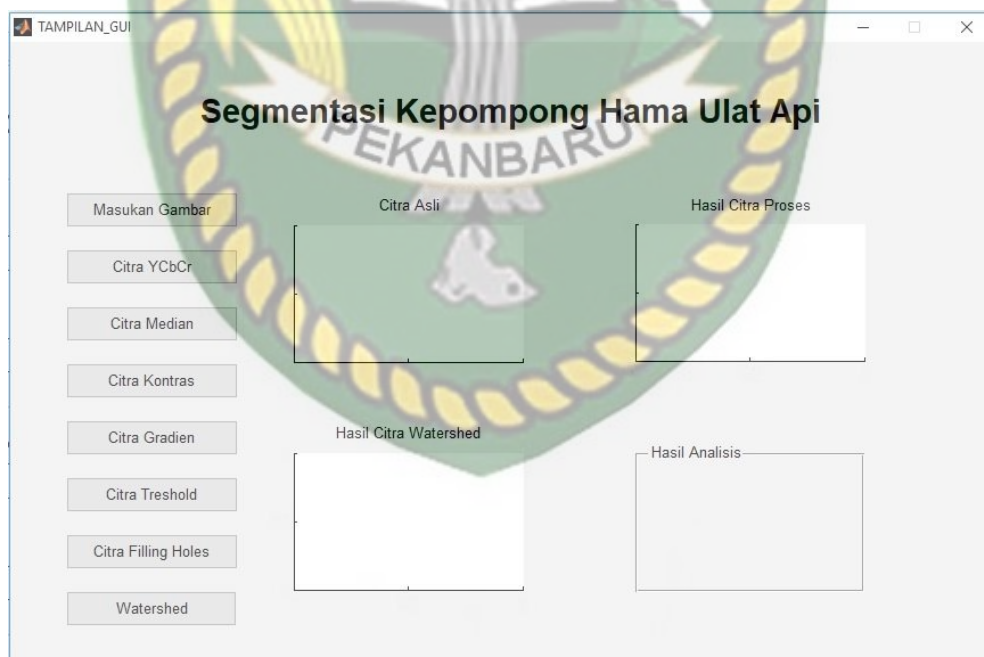 TAMPILAN_GUI
Segmentasi Kepompong Hama Ulat Api
PEKANBARU
Masukan Gambar
Citra Asli
Hasil Citra Proses
Citra YCbCr
Citra Median
Citra Kontras
Citra Gradien
Hasil Citra Watershed
Hasil Analisis
Citra Treshold
Citra Filling Holes
Watershed